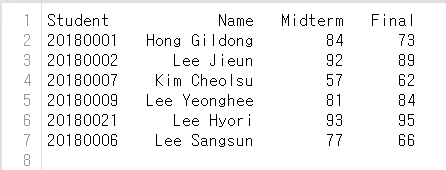 1 Student            Name  Midterm  Final
2 20180001   Hong Gildong       84     73
3 20180002      Lee Jieun       92     89
4 20180007    Kim Cheolsu       57     62
5 20180009   Lee Yeonghee       81     84
6 20180021      Lee Hyori       93     95
7 20180006    Lee Sangsun       77     66
8